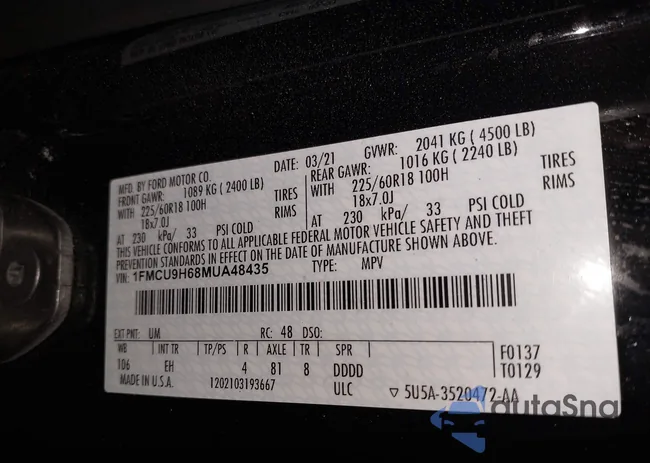 MFD. BY FORD MOTOR CO. DATE: 03/21 GVWR: 2041 KG ( 4500 LB)
FRONT GAWR: 1089 KG ( 2400 LB) REAR GAWR: 1016 KG ( 2240 LB)
WITH 225/60R18 100H TIRES WITH 225/60R18 100H TIRES
18x7.0J RIMS 18x7.0J RIMS
AT 230 kPa/ 33 PSI COLD AT 230 kPa/ 33 PSI COLD
THIS VEHICLE CONFORMS TO ALL APPLICABLE FEDERAL MOTOR VEHICLE SAFETY AND THEFT
PREVENTION STANDARDS IN EFFECT ON THE DATE OF MANUFACTURE SHOWN ABOVE.
VIN: 1FMCU9H68MUA48435 TYPE: MPV
EXT PNT: UM RC: 48 DSO:
WB INT TR TP/PS R AXLE TR SPR F0137
106 EH 4 81 8 DDDD T0129
MADE IN U.S.A. 1202103193667 ULC ▽ 5U5A-3520472-AA
autoSna